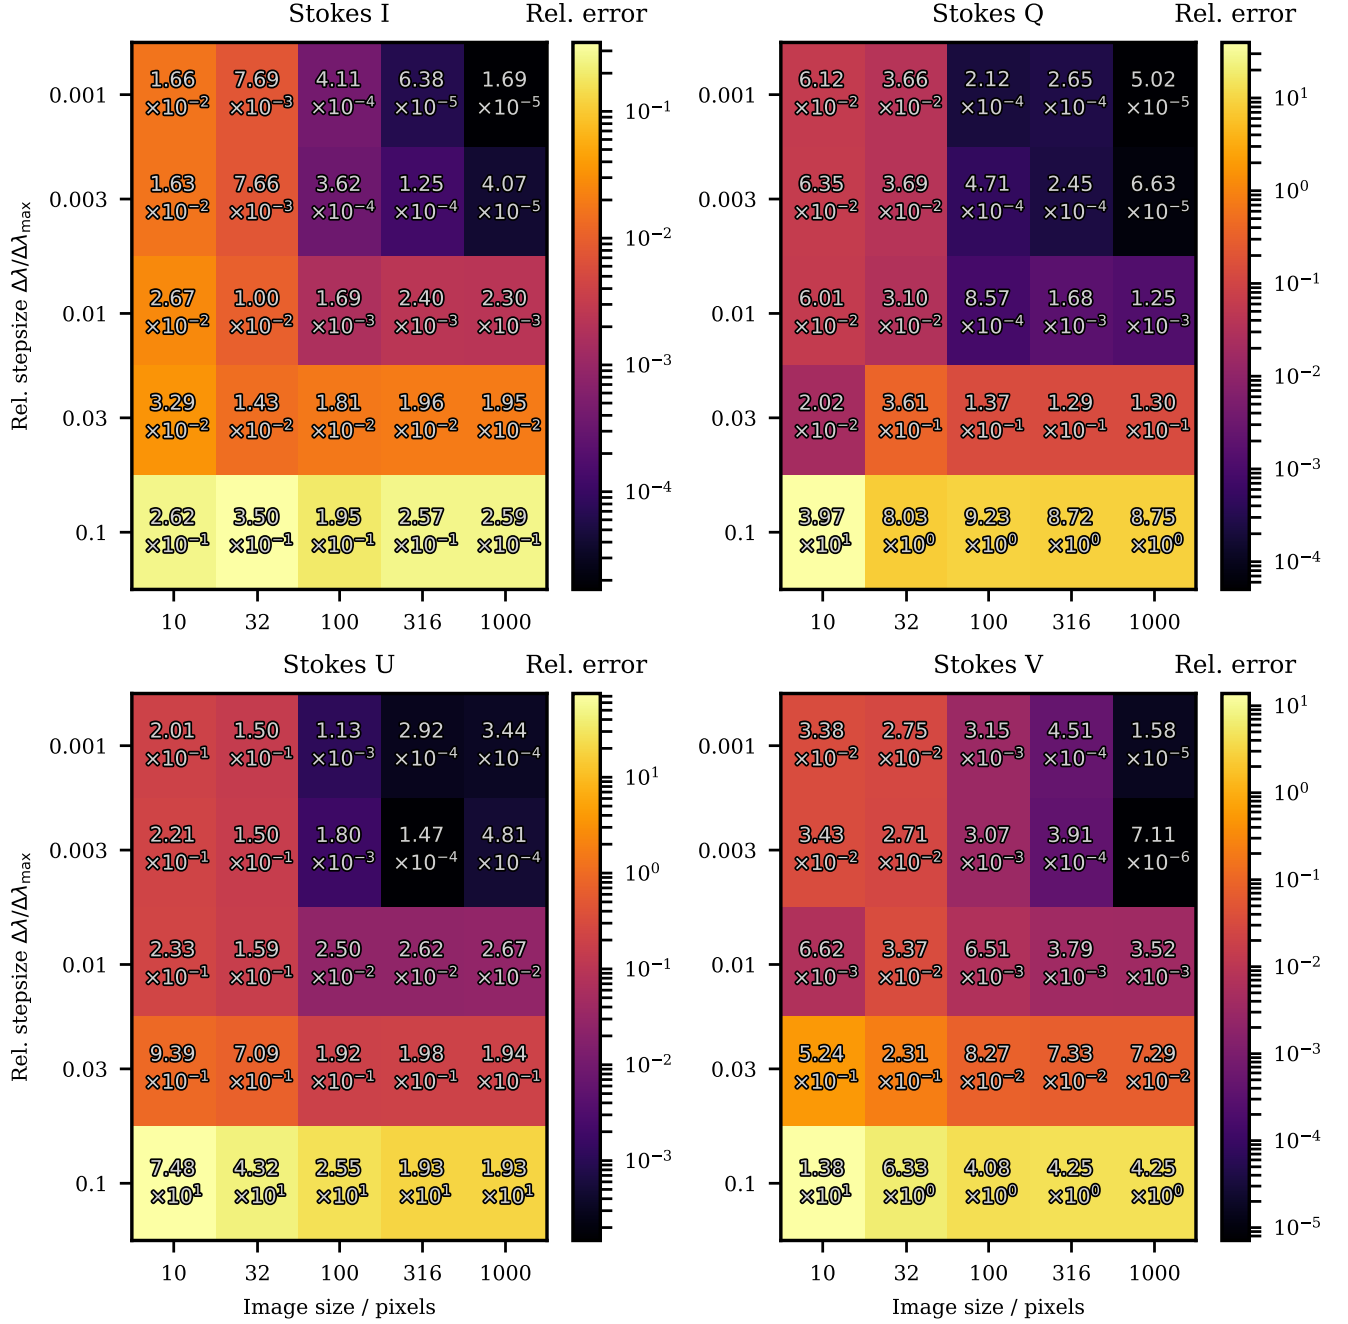 Stokes I Rel. error Stokes Q Rel. error
Rel. stepsize Δλ/Δλmax
0.001 1.66 ×10⁻² 7.69 ×10⁻³ 4.11 ×10⁻⁴ 6.38 ×10⁻⁵ 1.69 ×10⁻⁵
0.003 1.63 ×10⁻² 7.66 ×10⁻³ 3.62 ×10⁻⁴ 1.25 ×10⁻⁴ 4.07 ×10⁻⁵
0.01 2.67 ×10⁻² 1.00 ×10⁻² 1.69 ×10⁻³ 2.40 ×10⁻³ 2.30 ×10⁻³
0.03 3.29 ×10⁻² 1.43 ×10⁻² 1.81 ×10⁻² 1.96 ×10⁻² 1.95 ×10⁻²
0.1 2.62 ×10⁻¹ 3.50 ×10⁻¹ 1.95 ×10⁻¹ 2.57 ×10⁻¹ 2.59 ×10⁻¹
10 32 100 316 1000
10⁻¹
10⁻²
10⁻³
10⁻⁴
0.001 6.12 ×10⁻² 3.66 ×10⁻² 2.12 ×10⁻⁴ 2.65 ×10⁻⁴ 5.02 ×10⁻⁵
0.003 6.35 ×10⁻² 3.69 ×10⁻² 4.71 ×10⁻⁴ 2.45 ×10⁻⁴ 6.63 ×10⁻⁵
0.01 6.01 ×10⁻² 3.10 ×10⁻² 8.57 ×10⁻⁴ 1.68 ×10⁻³ 1.25 ×10⁻³
0.03 2.02 ×10⁻² 3.61 ×10⁻¹ 1.37 ×10⁻¹ 1.29 ×10⁻¹ 1.30 ×10⁻¹
0.1 3.97 ×10¹ 8.03 ×10⁰ 9.23 ×10⁰ 8.72 ×10⁰ 8.75 ×10⁰
10 32 100 316 1000
10¹
10⁰
10⁻¹
10⁻²
10⁻³
10⁻⁴
Stokes U Rel. error Stokes V Rel. error
Rel. stepsize Δλ/Δλmax
0.001 2.01 ×10⁻¹ 1.50 ×10⁻¹ 1.13 ×10⁻³ 2.92 ×10⁻⁴ 3.44 ×10⁻⁴
0.003 2.21 ×10⁻¹ 1.50 ×10⁻¹ 1.80 ×10⁻³ 1.47 ×10⁻⁴ 4.81 ×10⁻⁴
0.01 2.33 ×10⁻¹ 1.59 ×10⁻¹ 2.50 ×10⁻² 2.62 ×10⁻² 2.67 ×10⁻²
0.03 9.39 ×10⁻¹ 7.09 ×10⁻¹ 1.92 ×10⁻¹ 1.98 ×10⁻¹ 1.94 ×10⁻¹
0.1 7.48 ×10¹ 4.32 ×10¹ 2.55 ×10¹ 1.93 ×10¹ 1.93 ×10¹
10 32 100 316 1000
Image size / pixels
10¹
10⁰
10⁻¹
10⁻²
10⁻³
0.001 3.38 ×10⁻² 2.75 ×10⁻² 3.15 ×10⁻³ 4.51 ×10⁻⁴ 1.58 ×10⁻⁵
0.003 3.43 ×10⁻² 2.71 ×10⁻² 3.07 ×10⁻³ 3.91 ×10⁻⁴ 7.11 ×10⁻⁶
0.01 6.62 ×10⁻³ 3.37 ×10⁻² 6.51 ×10⁻³ 3.79 ×10⁻³ 3.52 ×10⁻³
0.03 5.24 ×10⁻¹ 2.31 ×10⁻¹ 8.27 ×10⁻² 7.33 ×10⁻² 7.29 ×10⁻²
0.1 1.38 ×10¹ 6.33 ×10⁰ 4.08 ×10⁰ 4.25 ×10⁰ 4.25 ×10⁰
10 32 100 316 1000
Image size / pixels
10¹
10⁰
10⁻¹
10⁻²
10⁻³
10⁻⁴
10⁻⁵